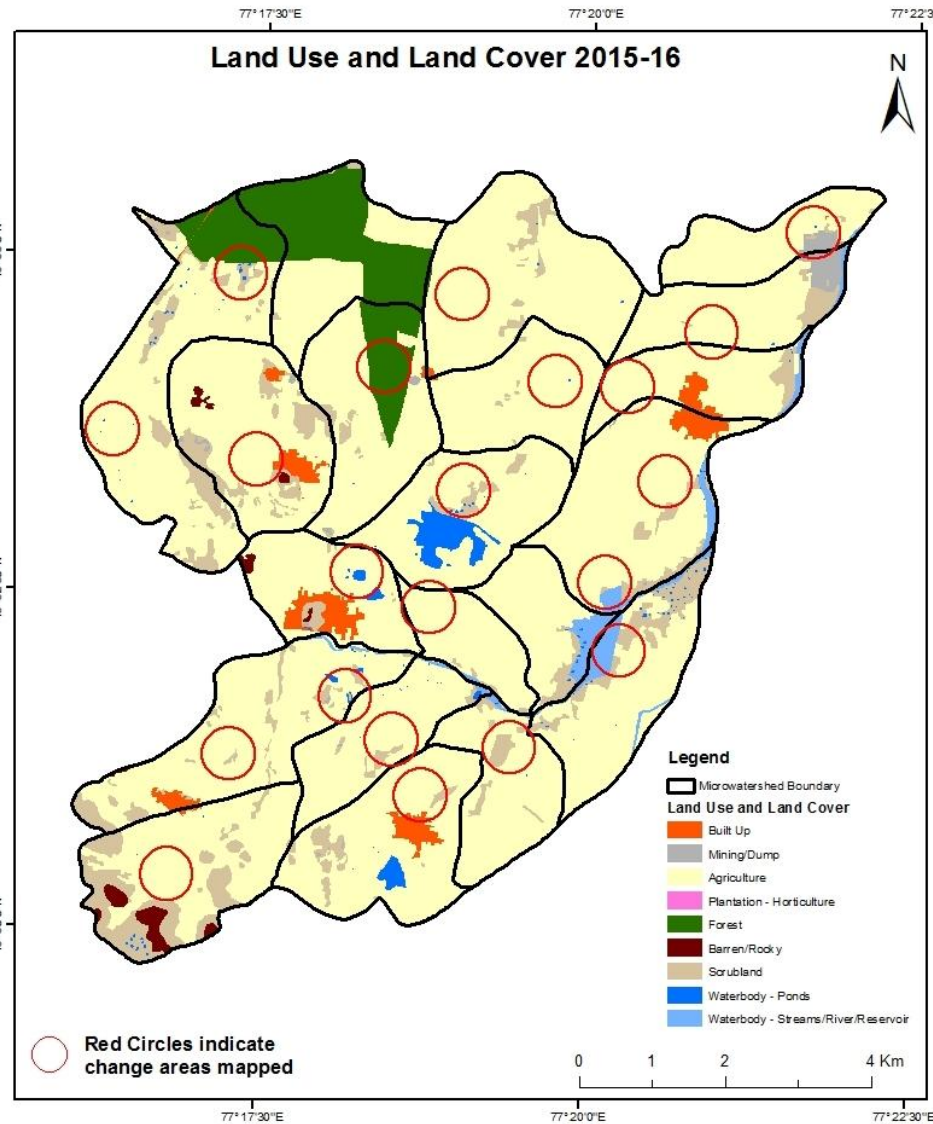 77°17'30"E 77°20'0"E 77°22'3
Land Use and Land Cover 2015-16
N
Legend
Microwatershed Boundary
Land Use and Land Cover
Built Up
Mining/Dump
Agriculture
Plantation - Horticulture
Forest
Barren/Rocky
Scrubland
Waterbody - Ponds
Waterbody - Streams/River/Reservoir
Red Circles indicate
change areas mapped
0 1 2 4 Km
77°17'30"E 77°20'0"E 77°22'30"E